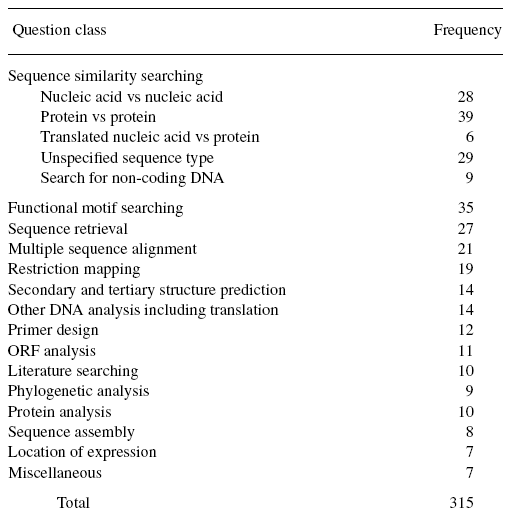 Question class Frequency
Sequence similarity searching
Nucleic acid vs nucleic acid 28
Protein vs protein 39
Translated nucleic acid vs protein 6
Unspecified sequence type 29
Search for non-coding DNA 9
Functional motif searching 35
Sequence retrieval 27
Multiple sequence alignment 21
Restriction mapping 19
Secondary and tertiary structure prediction 14
Other DNA analysis including translation 14
Primer design 12
ORF analysis 11
Literature searching 10
Phylogenetic analysis 9
Protein analysis 10
Sequence assembly 8
Location of expression 7
Miscellaneous 7
Total 315